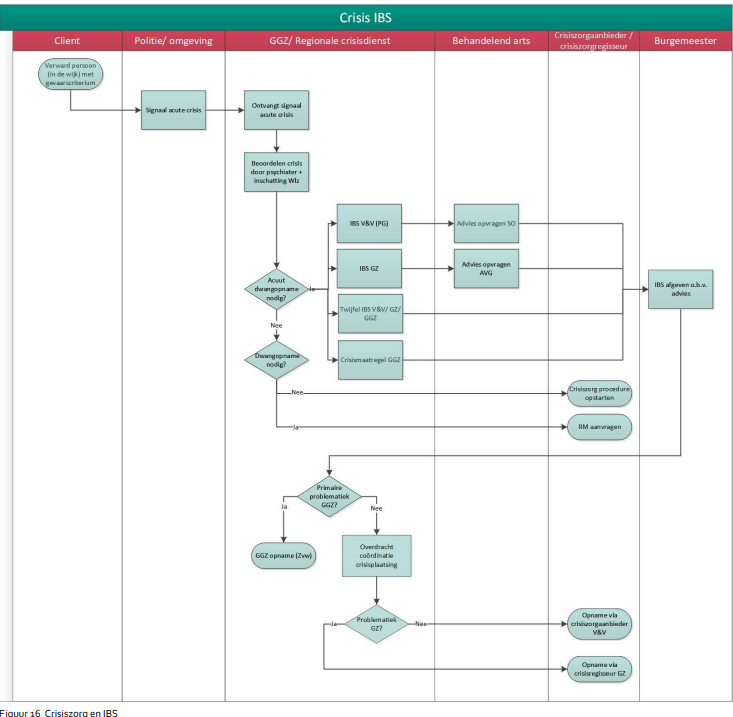 Crisis IBS
Client
Politie/ omgeving
GGZ/ Regionale crisisdienst
Behandelend arts
Crisiszorgaanbieder /
crisiszorgregisseur
Burgemeester
Verward persoon
(in de wijk) met
gevaarscriterium
Signaal acute crisis
Ontvangt signaal
acute crisis
Beoordelen crisis
door psychiater +
inschatting Wlz
IBS V&V (PG)
Advies opvragen SO
IBS GZ
Advies opvragen
AVG
Acuut
dwangopname
nodig?
Ja
IBS afgeven o.b.v.
advies
Twijfel IBS V&V/ GZ/
GGZ
Nee
Dwangopname
nodig?
Crisismaatregel GGZ
Nee
Crisiszorg procedure
opstarten
Ja
RM aanvragen
Primaire
problematiek
GGZ?
Ja
Nee
GGZ opname (Zvw)
Overdracht
coördinatie
crisisplaatsing
Ja
Problematiek
GZ?
Nee
Opname via
crisiszorgaanbieder
V&V
Opname via
crisisregisseur GZ
Figuur 16 Crisiszorg en IBS